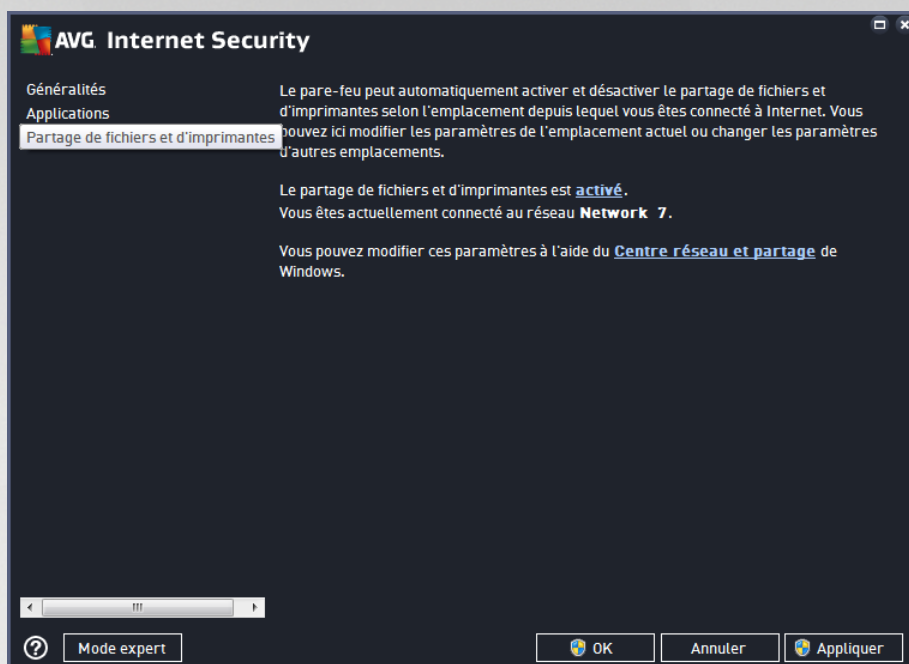 AVG Internet Security
Généralités
Applications
Partage de fichiers et d'imprimantes
Le pare-feu peut automatiquement activer et désactiver le partage de fichiers et
d'imprimantes selon l'emplacement depuis lequel vous êtes connecté à Internet. Vous
pouvez ici modifier les paramètres de l'emplacement actuel ou changer les paramètres
d'autres emplacements.
Le partage de fichiers et d'imprimantes est activé.
Vous êtes actuellement connecté au réseau Network 7.
Vous pouvez modifier ces paramètres à l'aide du Centre réseau et partage de
Windows.
? Mode expert OK Annuler Appliquer